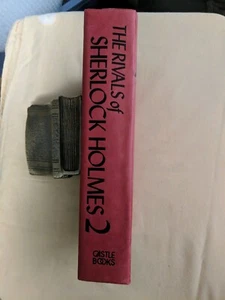 THE RIVALS of
SHERLOCK HOLMES 2
CASTLE
BOOKS